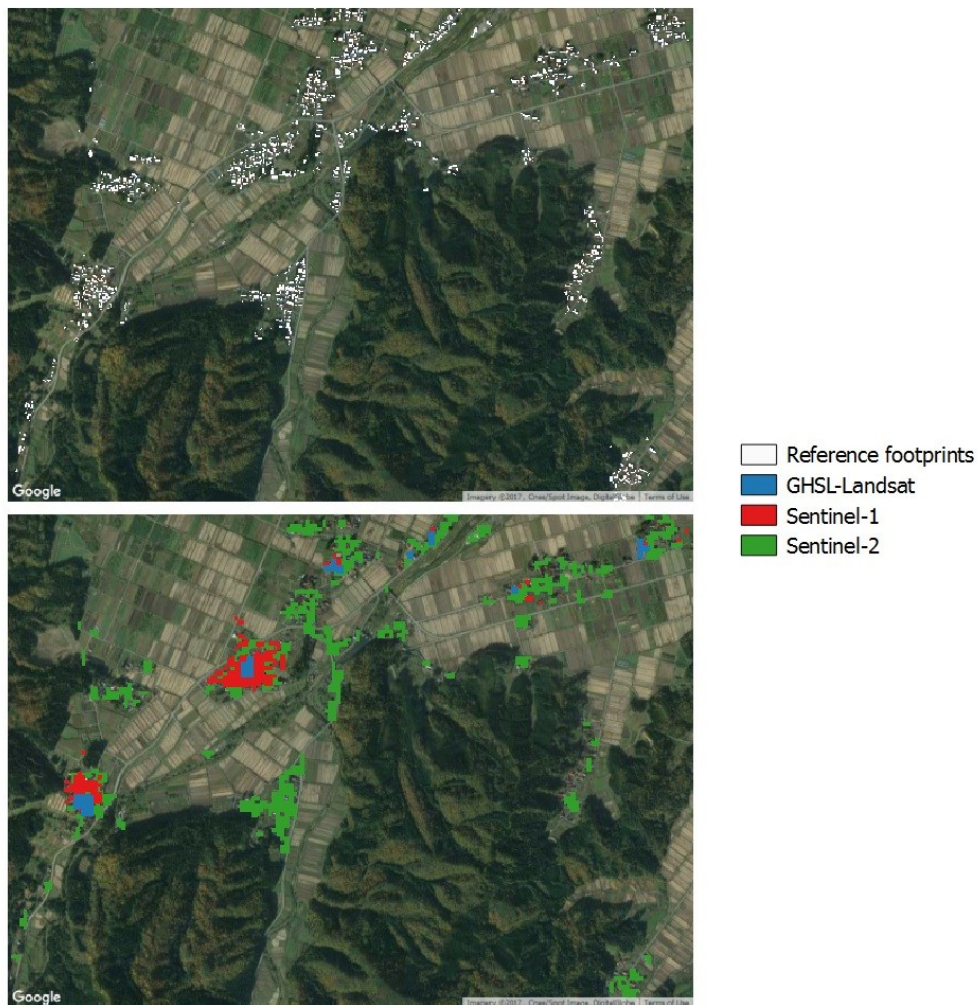 Google
Imagery ©2017 , Cnes/Spot Image, DigitalGlobe | Terms of Use
Reference footprints
GHSL-Landsat
Sentinel-1
Sentinel-2
Google
Imagery ©2017 , Cnes/Spot Image, DigitalGlobe | Terms of Use